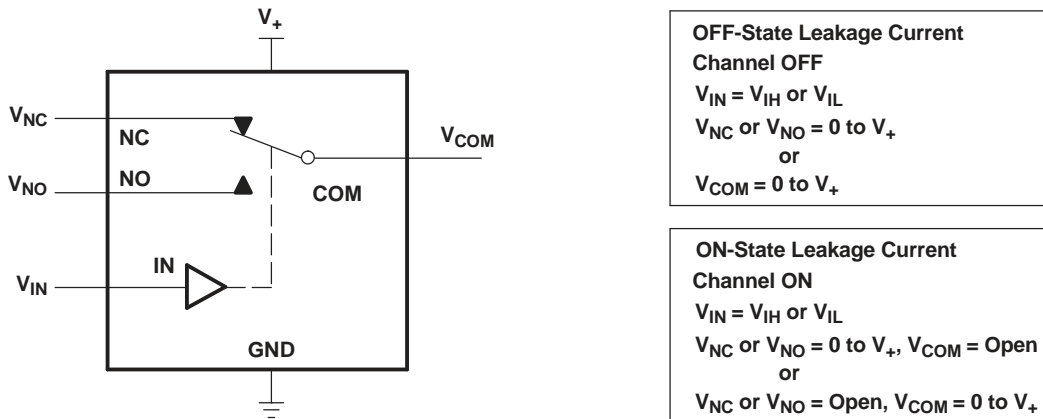 V+
VNC
NC
VCOM
VNO
NO
COM
IN
VIN
GND
OFF-State Leakage Current
Channel OFF
VIN = VIH or VIL
VNC or VNO = 0 to V+
or
VCOM = 0 to V+
ON-State Leakage Current
Channel ON
VIN = VIH or VIL
VNC or VNO = 0 to V+, VCOM = Open
or
VNC or VNO = Open, VCOM = 0 to V+